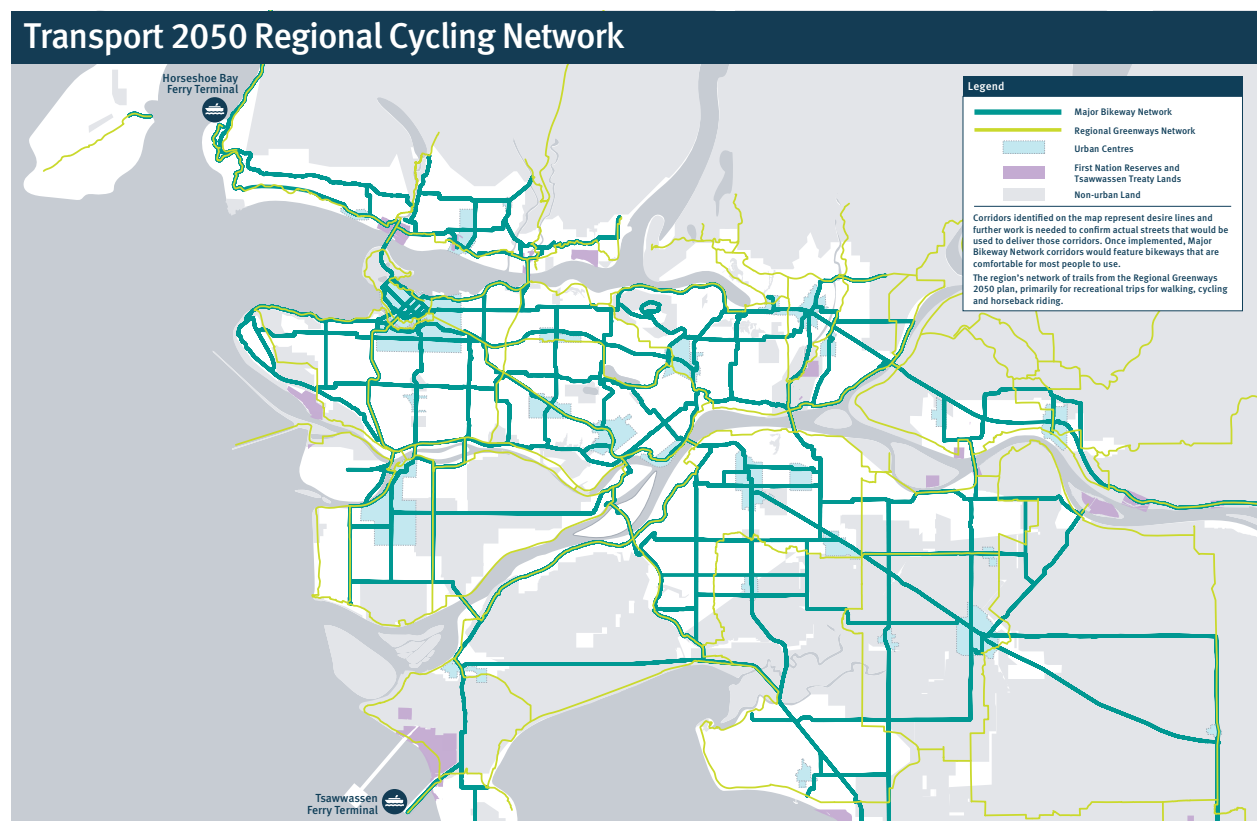 Transport 2050 Regional Cycling Network
Horseshoe Bay
Ferry Terminal
Legend
Major Bikeway Network
Regional Greenways Network
Urban Centres
First Nation Reserves and
Tsawwassen Treaty Lands
Non-urban Land
Corridors identified on the map represent desire lines and
further work is needed to confirm actual streets that would be
used to deliver those corridors. Once implemented, Major
Bikeway Network corridors would feature bikeways that are
comfortable for most people to use.
The region's network of trails from the Regional Greenways
2050 plan, primarily for recreational trips for walking, cycling
and horseback riding.
Tsawwassen
Ferry Terminal